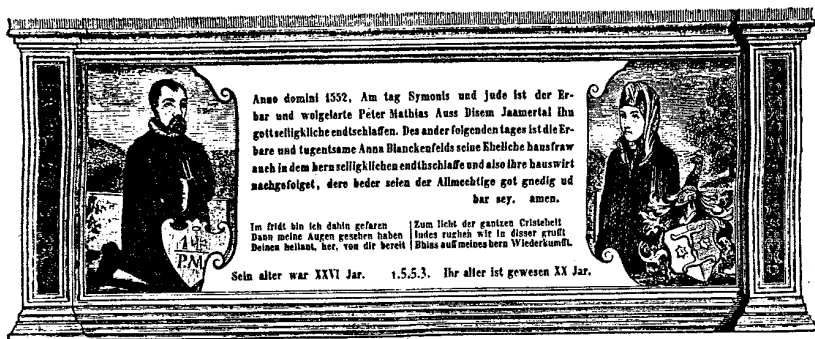 Anno domini 1552, Am tag Symonis und jude ist der Er-
bar und wolgelarte Peter Mathias Auss Disem Jaamertal Ihn
gottselligkliche endtschlaffen. Des ander folgenden tages ist die Er-
bare und tugentsame Anna Blanckenfelds seine Eheliche hausfraw
auch in dem hern selligklichen endthschlaffe und also ihre hauswirt
nachgefolget, dere beder selen der Allmechtige got gnedig ud
bar sey. amen.
Im fridt bin ich dahin gefaren
Dann meine Augen gesehen haben
Deinen heilant, her, von dir bereit
Zum licht der gantzen Cristeheit
Indes rugheh wir in disser grufft
Bhiss auff meines hern Wiederkumft.
Sein alter war XXVI Jar. 1.5.5.3. Ihr alter ist gewesen XX Jar.
P.M